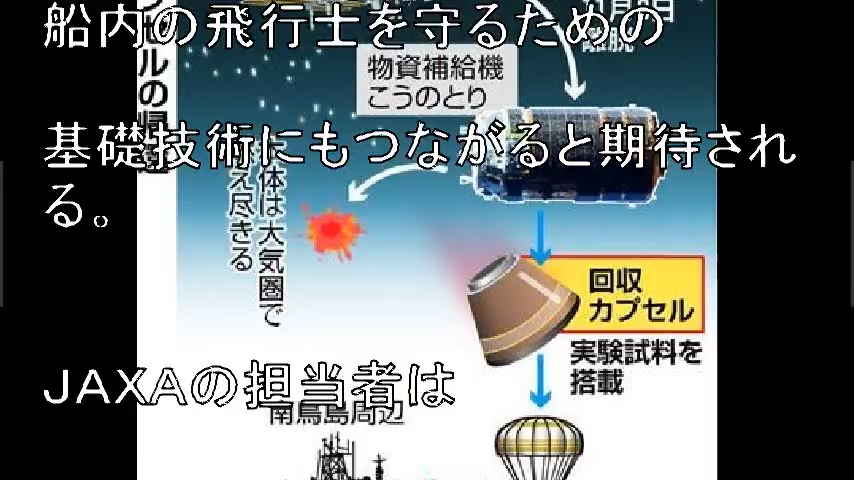 船内の飛行士を守るための
基礎技術にもつながると期待され
る。
JAXAの担当者は
離脱
物資補給機
こうのとり
体は大気圏で
え尽きる
回収
カプセル
実験試料を
搭載
南鳥島周辺